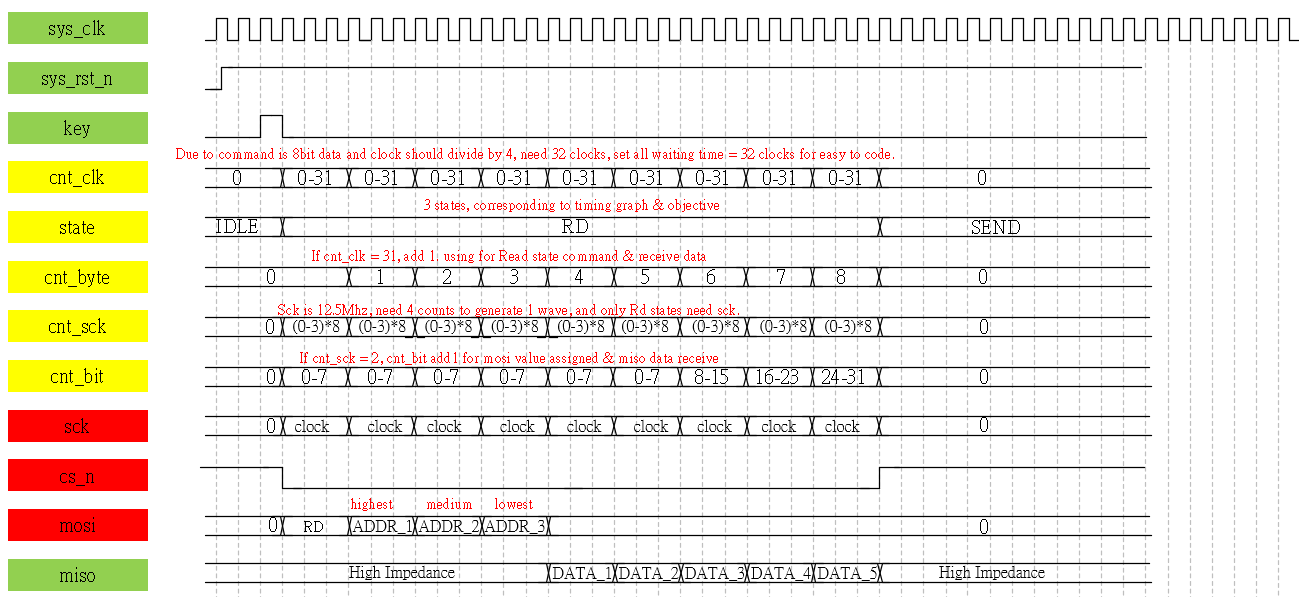 sys_clk
sys_rst_n
key
Due to command is 8bit data and clock should divide by 4, need 32 clocks, set all waiting time = 32 clocks for easy to code.
cnt_clk 0 0-31 0-31 0-31 0-31 0-31 0-31 0-31 0-31 0-31 0
3 states, corresponding to timing graph & objective
state IDLE RD SEND
If cnt_clk = 31, add 1. using for Read state command & receive data
cnt_byte 0 1 2 3 4 5 6 7 8 0
Sck is 12.5Mhz, need 4 counts to generate 1 wave, and only Rd states need sck.
cnt_sck 0 (0-3)*8 (0-3)*8 (0-3)*8 (0-3)*8 (0-3)*8 (0-3)*8 (0-3)*8 (0-3)*8 (0-3)*8 0
If cnt_sck = 2, cnt_bit add 1 for mosi value assigned & miso data receive
cnt_bit 0 0-7 0-7 0-7 0-7 0-7 0-7 8-15 16-23 24-31 0
sck 0 clock clock clock clock clock clock clock clock clock 0
cs_n
highest medium lowest
mosi 0 RD ADDR_1 ADDR_2 ADDR_3 0
miso High Impedance DATA_1 DATA_2 DATA_3 DATA_4 DATA_5 High Impedance